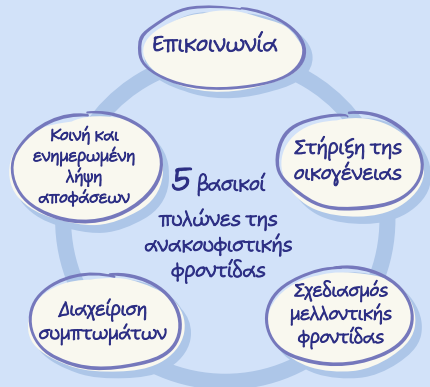 Επικοινωνία
Στήριξη της
οικογένειας
Σχεδιασμός
μελλοντικής
φροντίδας
Διαχείριση
συμπτωμάτων
Κοινή και
ενημερωμένη
λήψη
αποφάσεων
5 βασικοί
πυλώνες της
ανακουφιστικής
φροντίδας